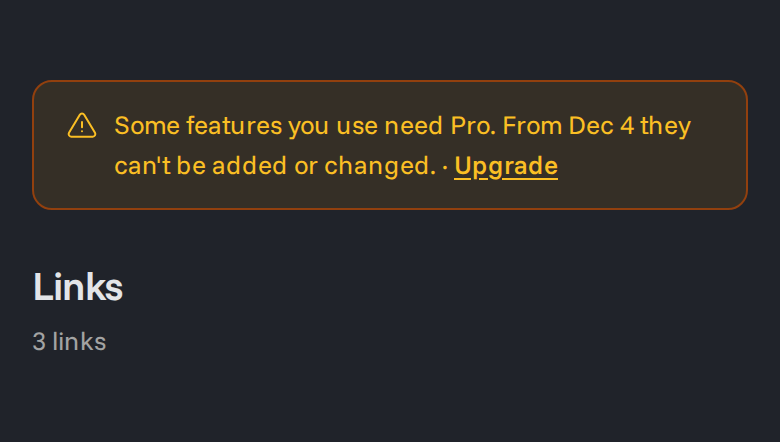 Some features you use need Pro. From Dec 4 they
can't be added or changed. · Upgrade
Links
3 links